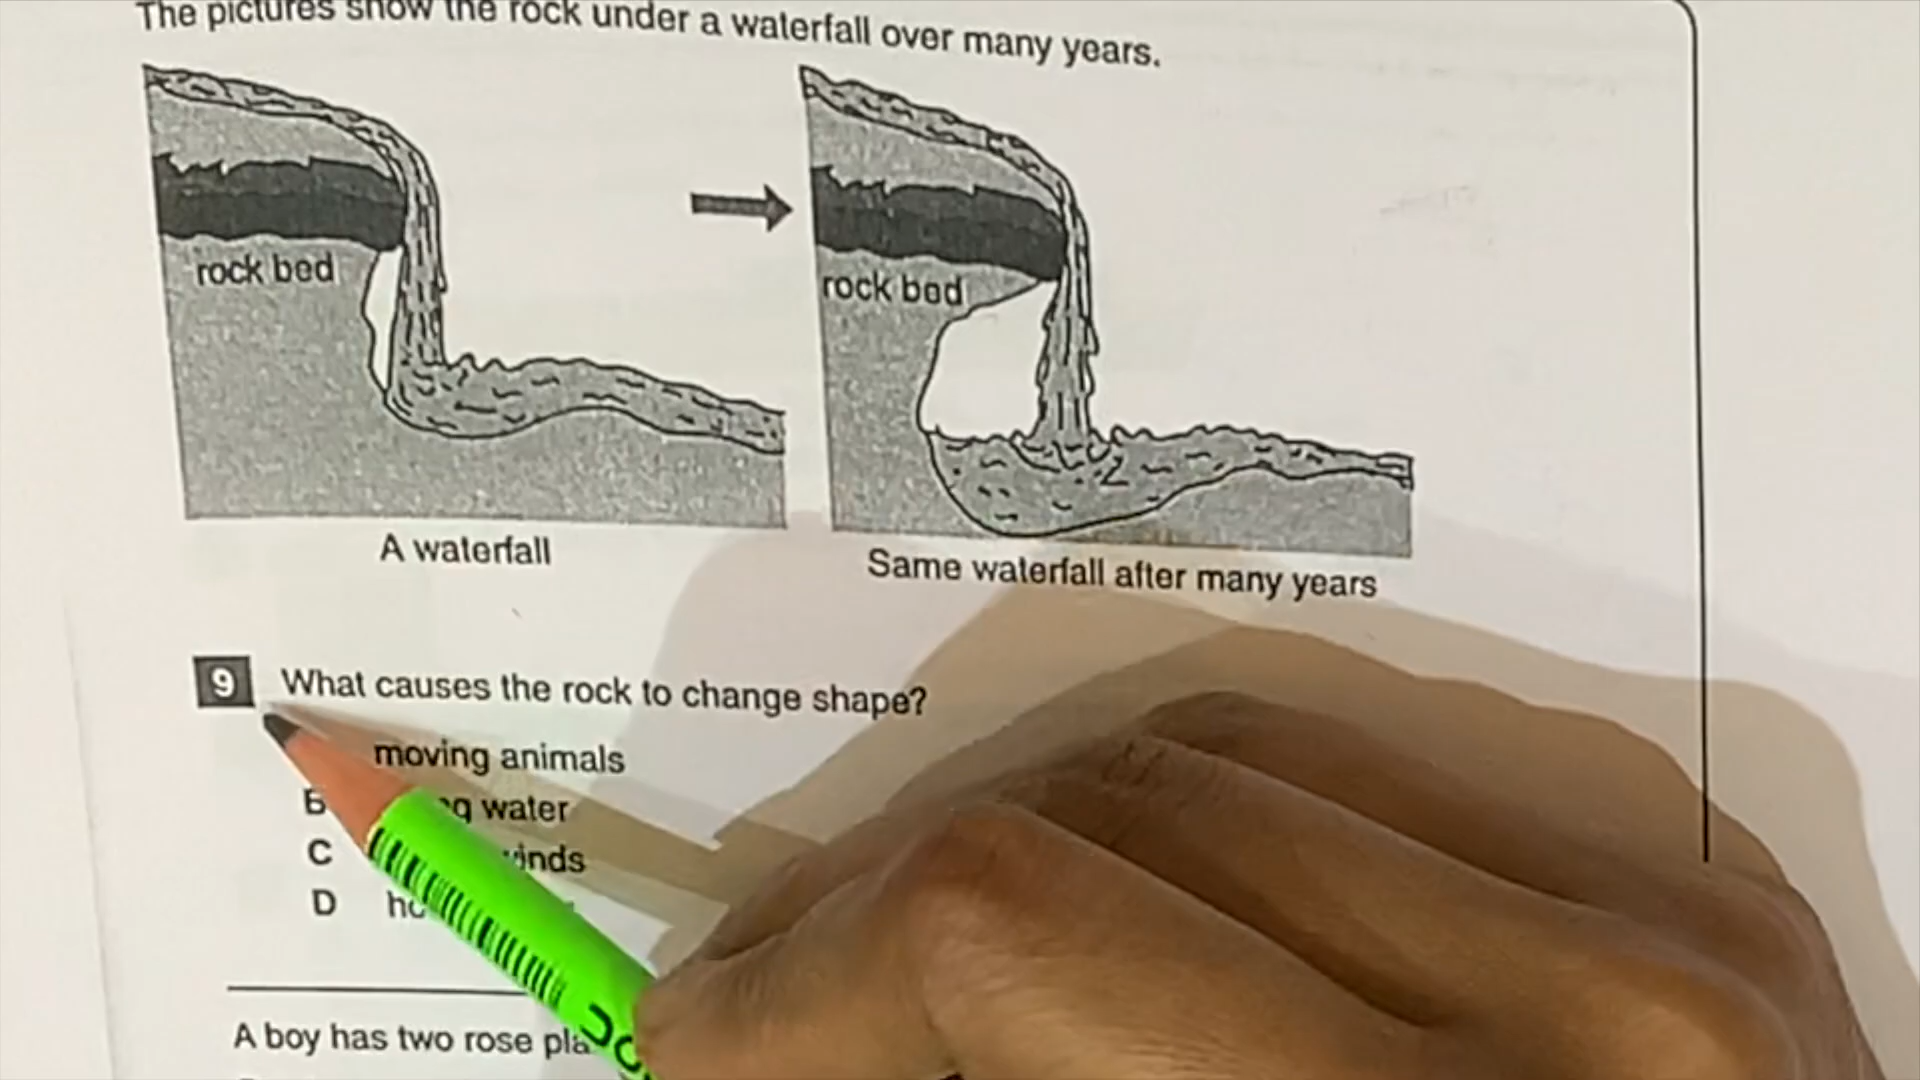 The pictures show the rock under a waterfall over many years.
rock bed
rock bed
A waterfall
Same waterfall after many years
9 What causes the rock to change shape?
moving animals
B water
C
D
A boy has two rose